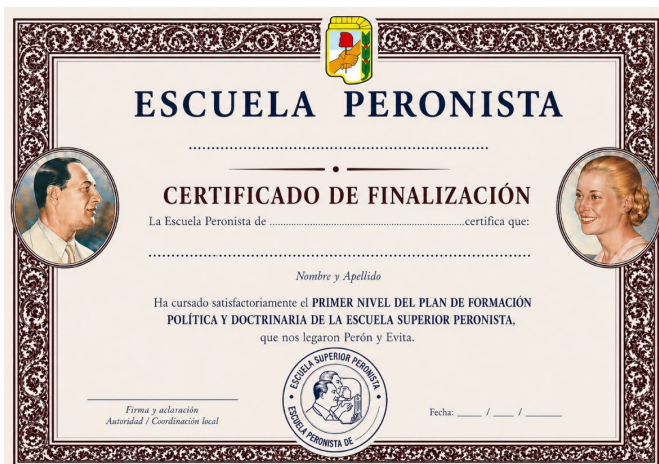 ESCUELA PERONISTA
CERTIFICADO DE FINALIZACIÓN
La Escuela Peronista de ........................................................certifica que:
Nombre y Apellido
Ha cursado satisfactoriamente el PRIMER NIVEL DEL PLAN DE FORMACIÓN
POLÍTICA Y DOCTRINARIA DE LA ESCUELA SUPERIOR PERONISTA,
que nos legaron Perón y Evita.
ESCUELA SUPERIOR PERONISTA
ESCUELA PERONISTA DE
Firma y aclaración
Autoridad / Coordinación local
Fecha: ____ / ____ / ______